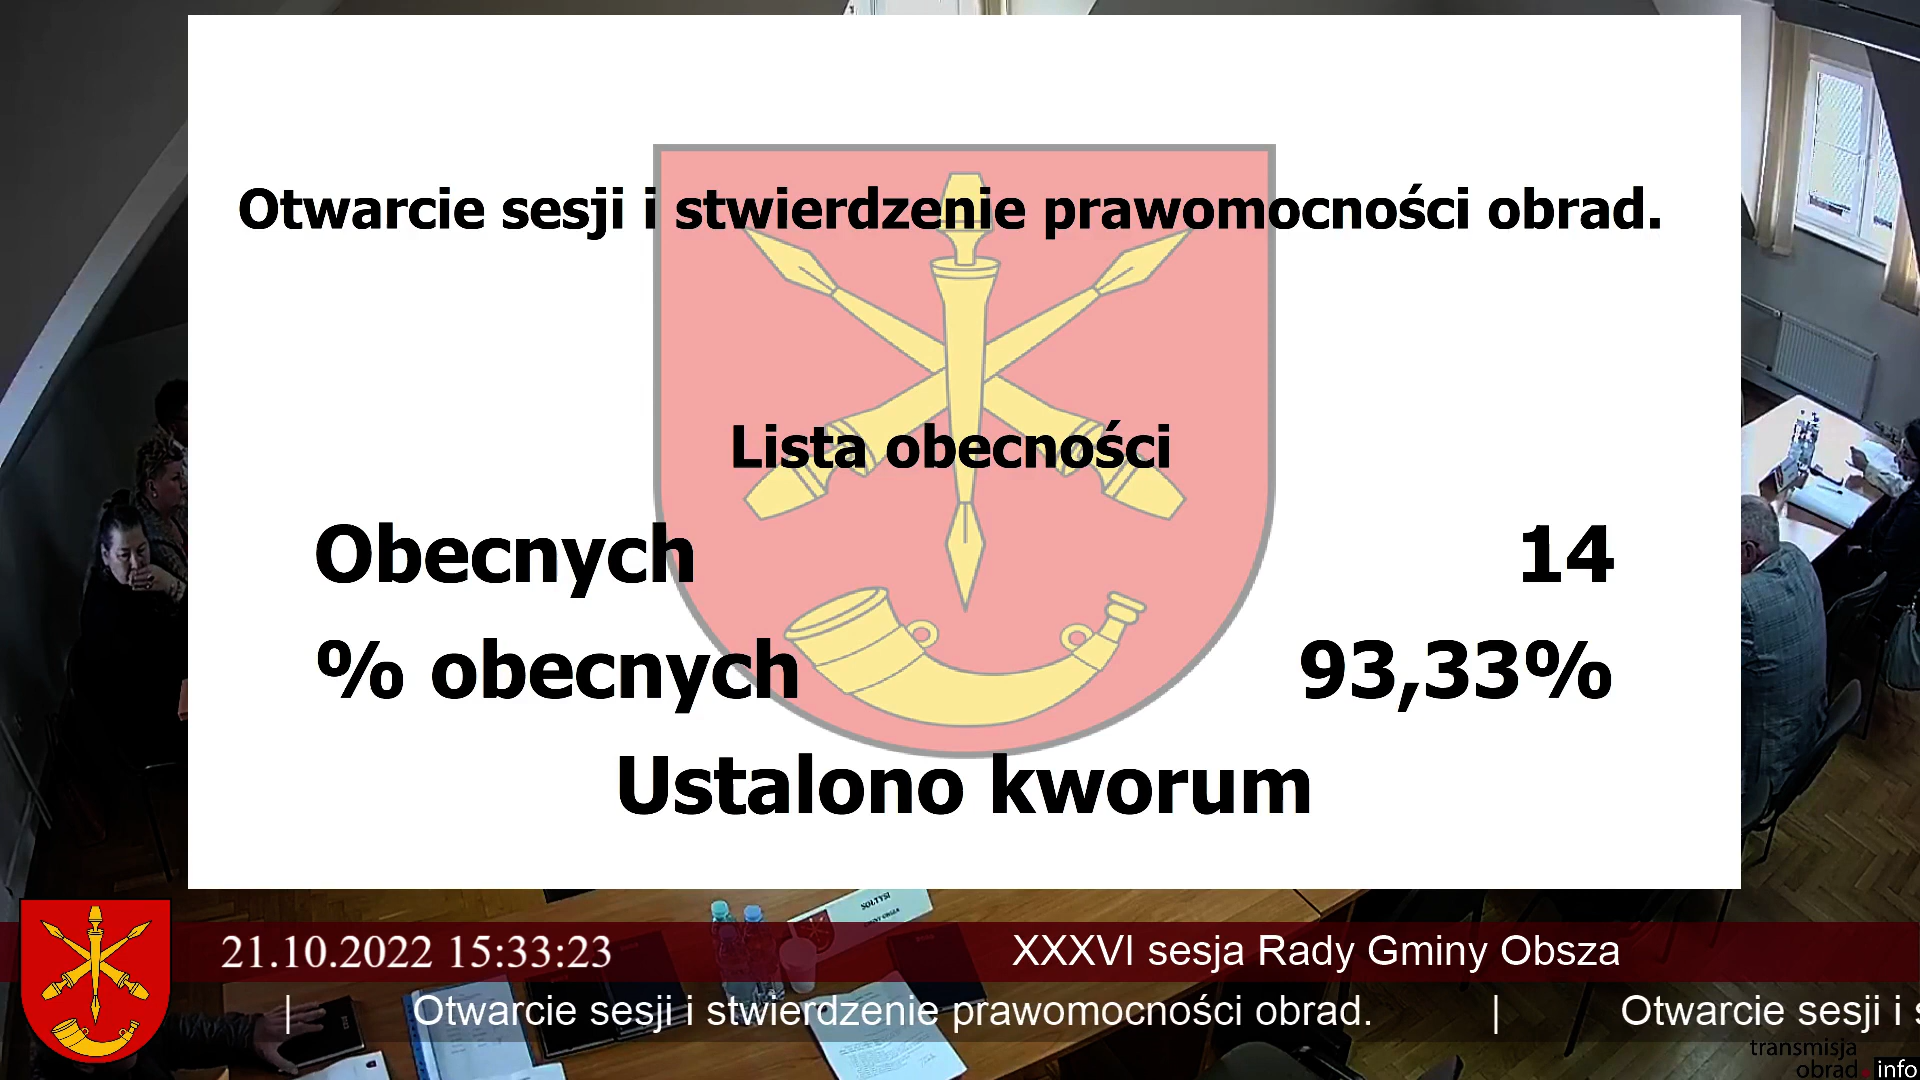 Otwarcie sesji i stwierdzenie prawomocności obrad.
Lista obecności
Obecnych 14
% obecnych 93,33%
Ustalono kworum
SOŁTYSI
21.10.2022 15:33:23
XXXVI sesja Rady Gminy Obsza
| Otwarcie sesji i stwierdzenie prawomocności obrad. | Otwarcie sesji i s
transmisja
obrad.info